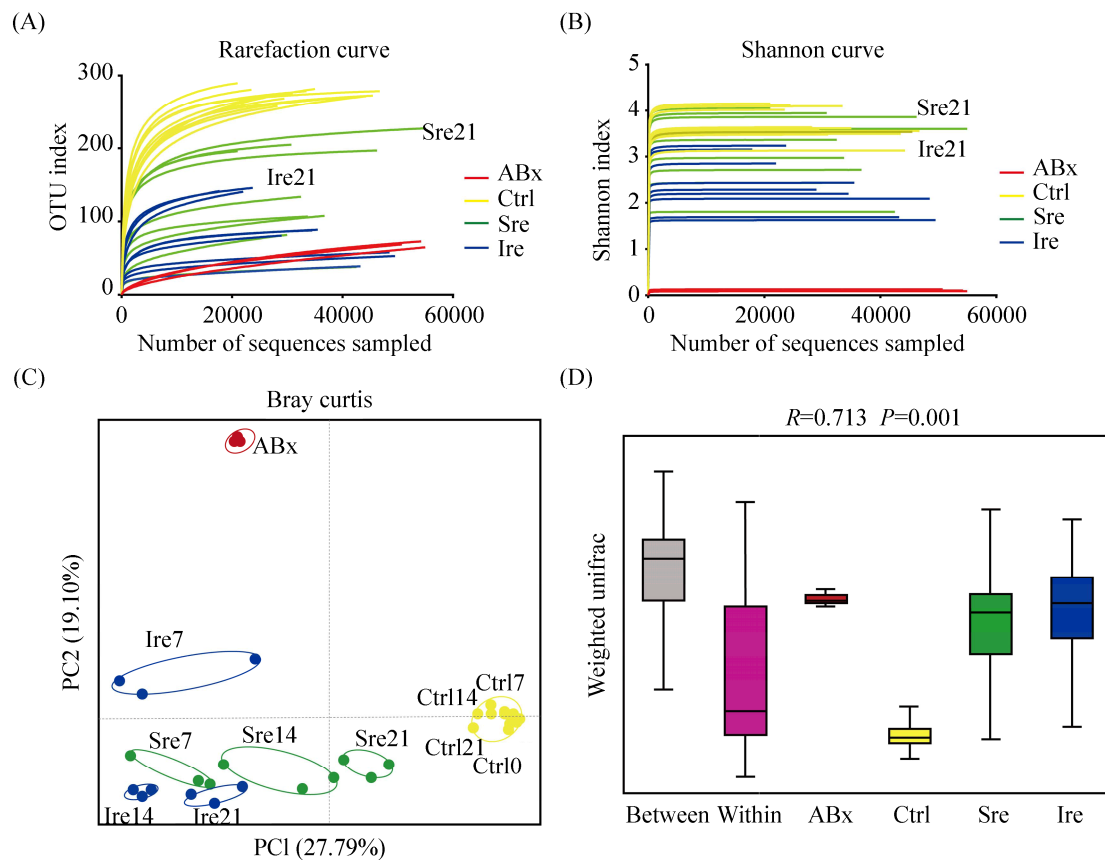 (A)
Rarefaction curve
300
200
100
0
OTU index
Sre21
Ire21
ABx
Ctrl
Sre
Ire
0 20000 40000 60000
Number of sequences sampled
(B)
Shannon curve
5
4
3
2
1
0
Shannon index
Sre21
Ire21
ABx
Ctrl
Sre
Ire
0 20000 40000 60000
Number of sequences sampled
(C)
Bray curtis
ABx
PC2 (19.10%)
Ire7
Ctrl7
Ctrl14
Ctrl21
Ctrl0
Sre7
Sre14
Sre21
Ire14
Ire21
PCl (27.79%)
(D)
R=0.713 P=0.001
Weighted unifrac
Between Within ABx Ctrl Sre Ire